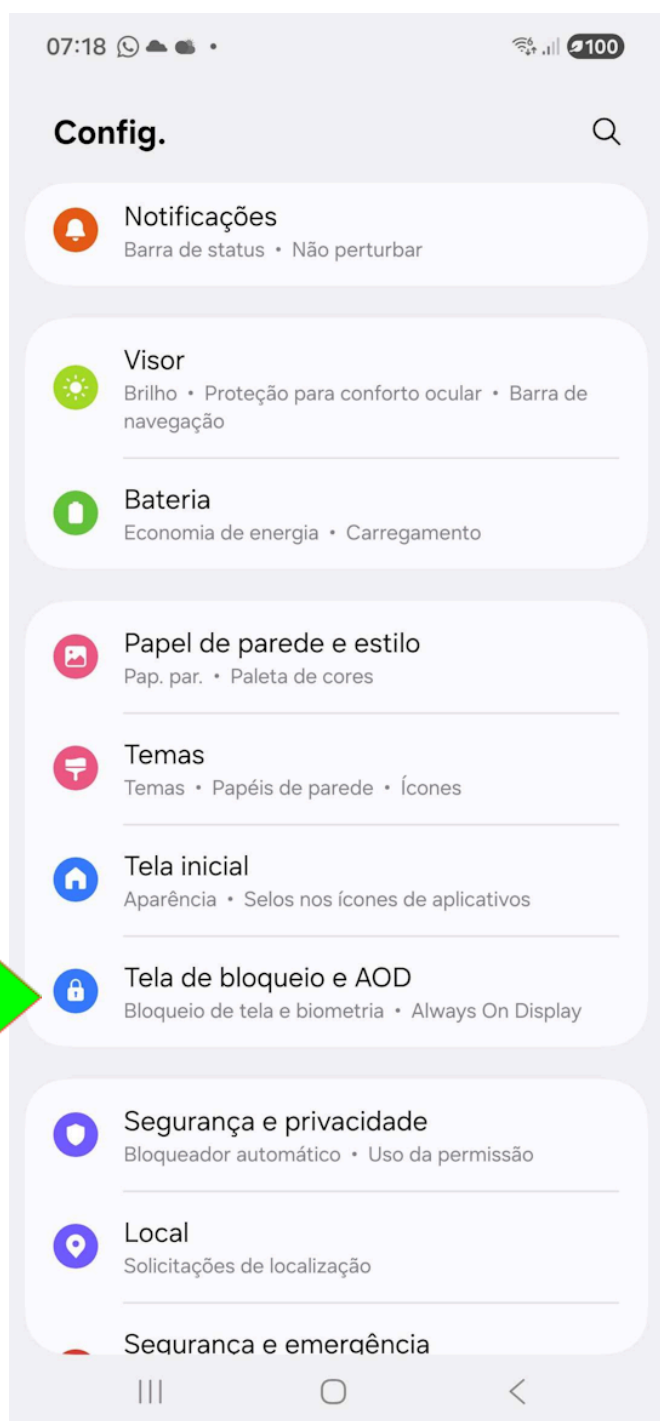 07:18
100
Config.
Notificações
Barra de status • Não perturbar
Visor
Brilho • Proteção para conforto ocular • Barra de
navegação
Bateria
Economia de energia • Carregamento
Papel de parede e estilo
Pap. par. • Paleta de cores
Temas
Temas • Papéis de parede • Ícones
Tela inicial
Aparência • Selos nos ícones de aplicativos
Tela de bloqueio e AOD
Bloqueio de tela e biometria • Always On Display
Segurança e privacidade
Bloqueador automático • Uso da permissão
Local
Solicitações de localização
Segurança e emergência